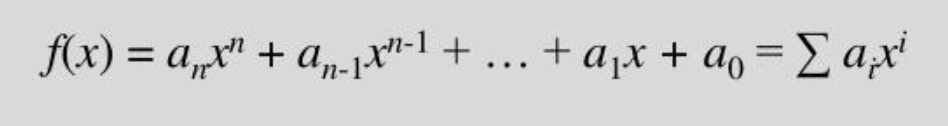 f(x) = aₙxⁿ + aₙ₋₁xⁿ⁻¹ + … + a₁x + a₀ = ∑ aᵢxⁱ